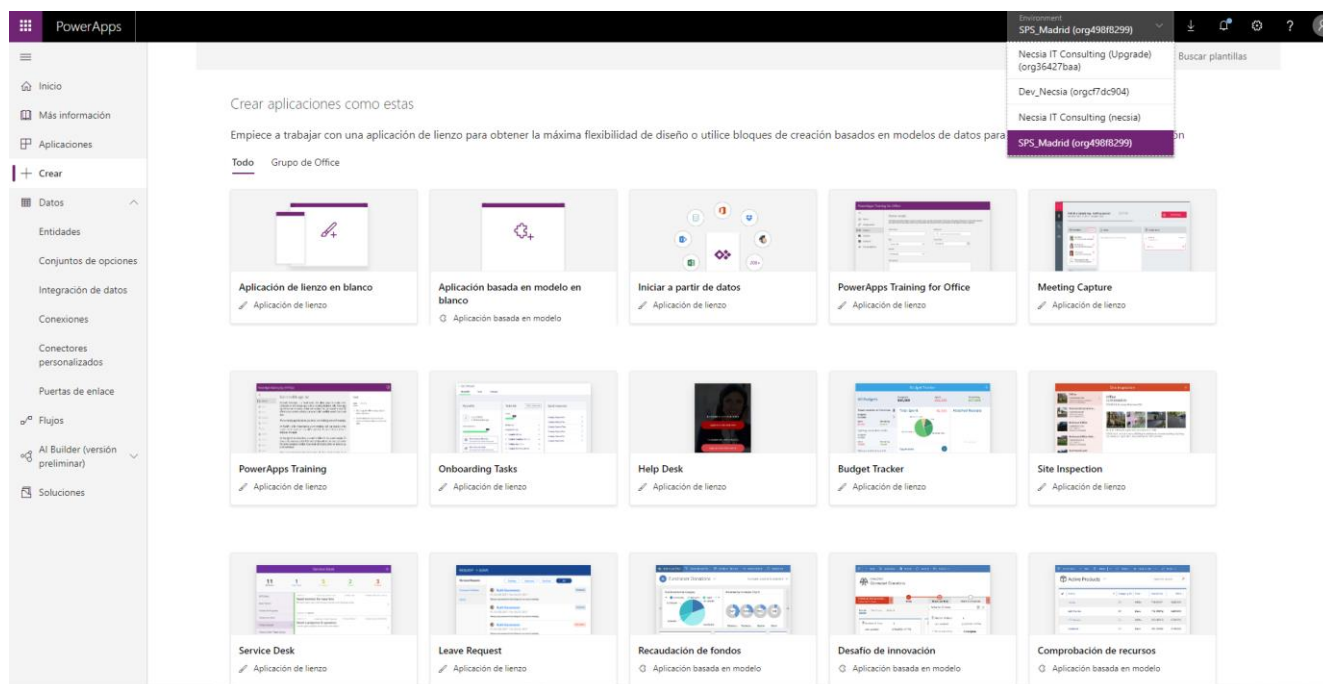 PowerApps
Environment
SPS_Madrid (org498f8299)
Necsia IT Consulting (Upgrade)
(org36427baa)
Dev_Necsia (orgcf7dc904)
Necsia IT Consulting (necsia)
SPS_Madrid (org498f8299)
Buscar plantillas
Inicio
Más información
Aplicaciones
Crear
Datos
Entidades
Conjuntos de opciones
Integración de datos
Conexiones
Conectores
personalizados
Puertas de enlace
Flujos
AI Builder (versión
preliminar)
Soluciones
Crear aplicaciones como estas
Empiece a trabajar con una aplicación de lienzo para obtener la máxima flexibilidad de diseño o utilice bloques de creación basados en modelos de datos para
Todo Grupo de Office
Aplicación de lienzo en blanco
Aplicación de lienzo
Aplicación basada en modelo en
blanco
Aplicación basada en modelo
Iniciar a partir de datos
Aplicación de lienzo
PowerApps Training for Office
Aplicación de lienzo
Meeting Capture
Aplicación de lienzo
PowerApps Training
Aplicación de lienzo
Onboarding Tasks
Aplicación de lienzo
Help Desk
Aplicación de lienzo
Budget Tracker
Aplicación de lienzo
Site Inspection
Aplicación de lienzo
Service Desk
Aplicación de lienzo
Leave Request
Aplicación de lienzo
Recaudación de fondos
Aplicación basada en modelo
Desafío de innovación
Aplicación basada en modelo
Comprobación de recursos
Aplicación basada en modelo